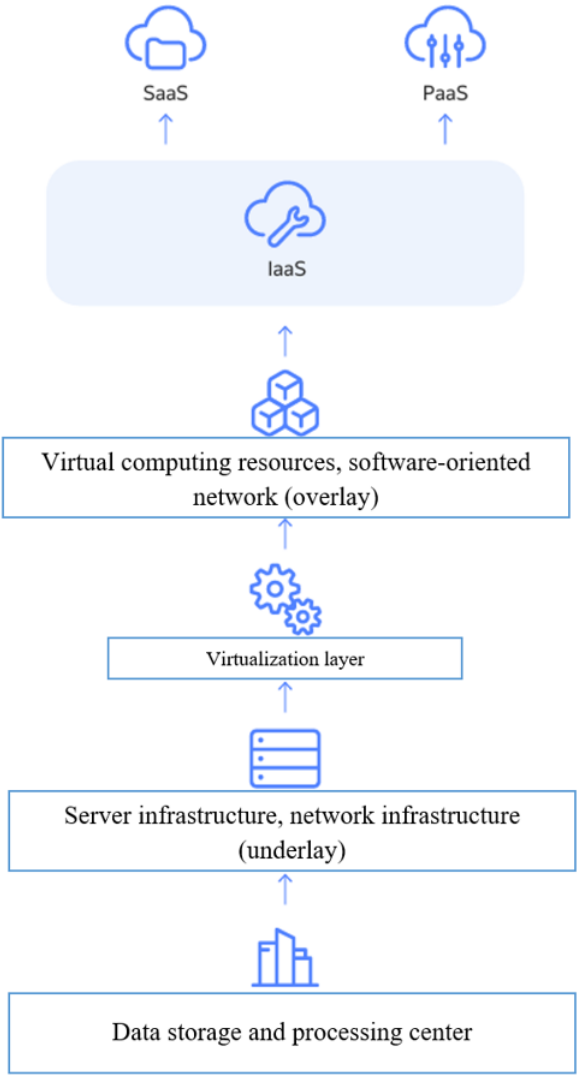 SaaS
PaaS
IaaS
Virtual computing resources, software-oriented
network (overlay)
Virtualization layer
Server infrastructure, network infrastructure
(underlay)
Data storage and processing center